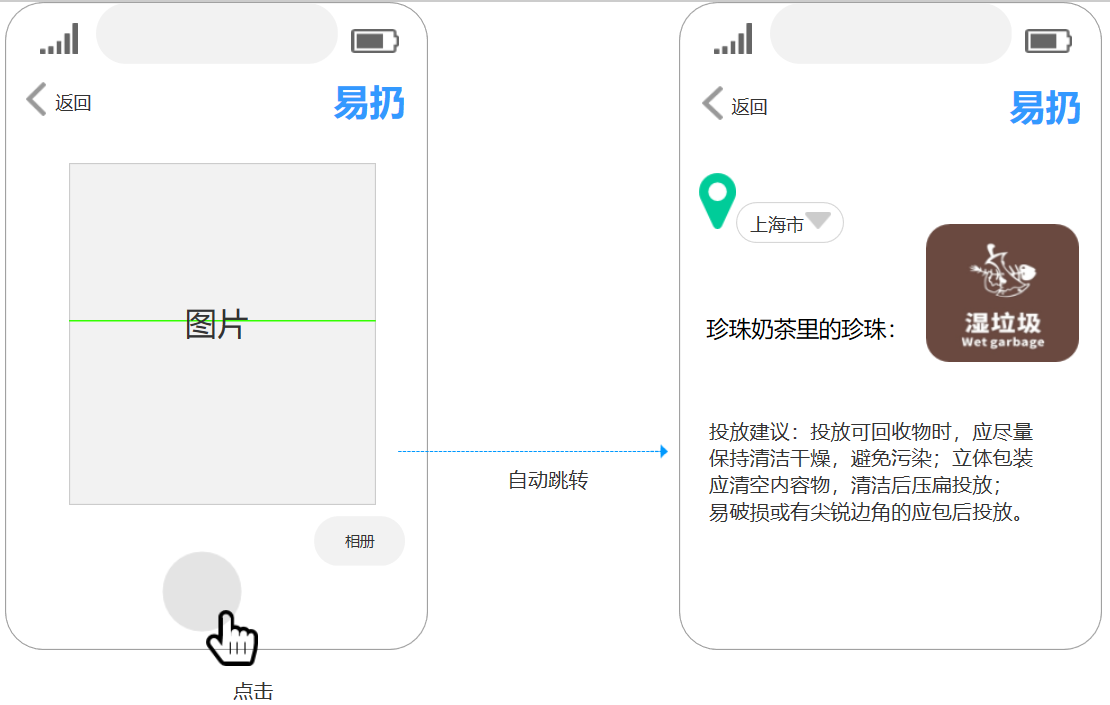 返回
易扔
图片
相册
点击
自动跳转
返回
易扔
上海市
珍珠奶茶里的珍珠：
湿垃圾
Wet garbage
投放建议：投放可回收物时，应尽量
保持清洁干燥，避免污染；立体包装
应清空内容物，清洁后压扁投放；
易破损或有尖锐边角的应包后投放。